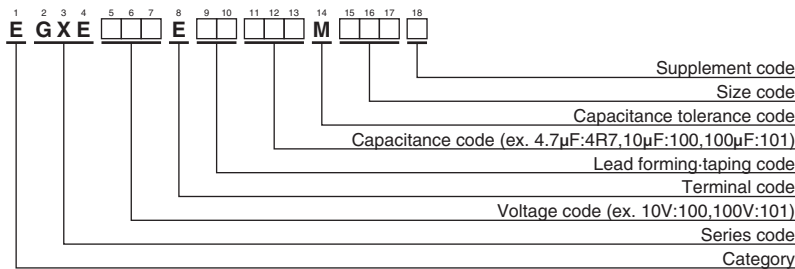 1 2 3 4 5 6 7 8 9 10 11 12 13 14 15 16 17 18
E GXE E M
Supplement code
Size code
Capacitance tolerance code
Capacitance code (ex. 4.7μF:4R7,10μF:100,100μF:101)
Lead forming·taping code
Terminal code
Voltage code (ex. 10V:100,100V:101)
Series code
Category